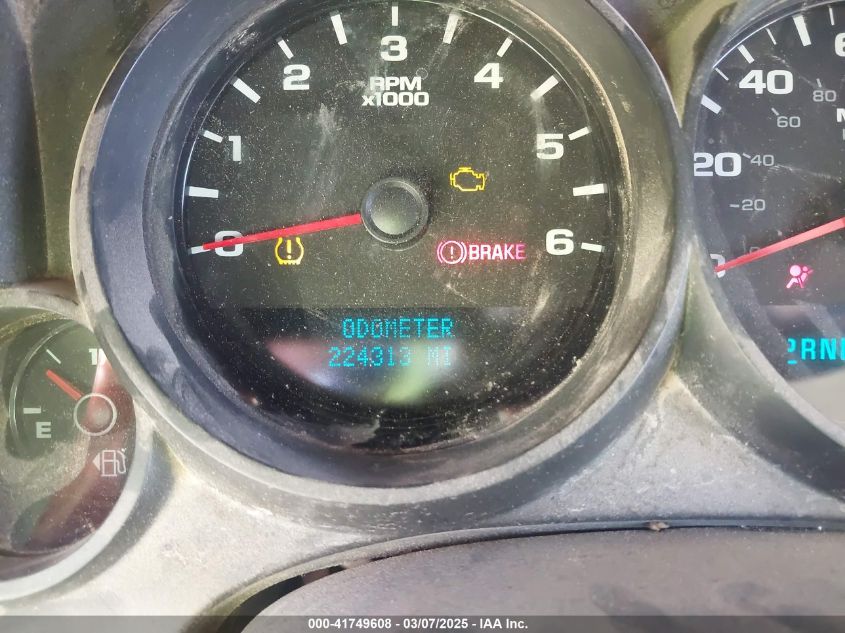 0 1 2 3 4 5 6
RPM
x1000
BRAKE
ODOMETER
224313 MI
E
20 40
20 40 60 80
000-41749608 - 03/07/2025 - IAA Inc.